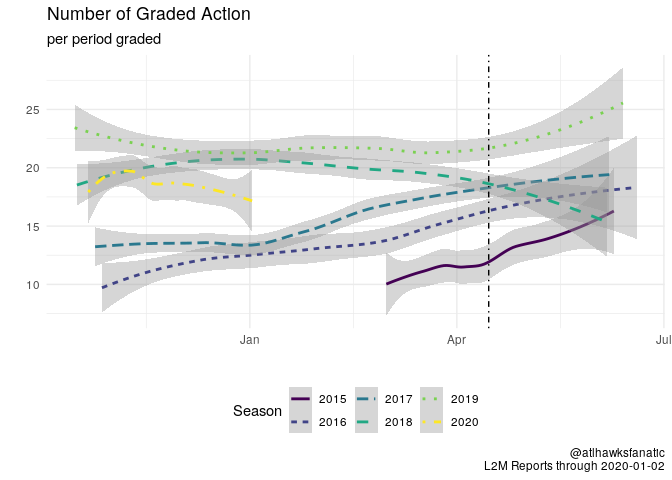 Number of Graded Action
per period graded
25
20
15
10
Jan
Apr
Jul
Season
2015
2017
2019
2016
2018
2020
@atlhawksfanatic
L2M Reports through 2020-01-02